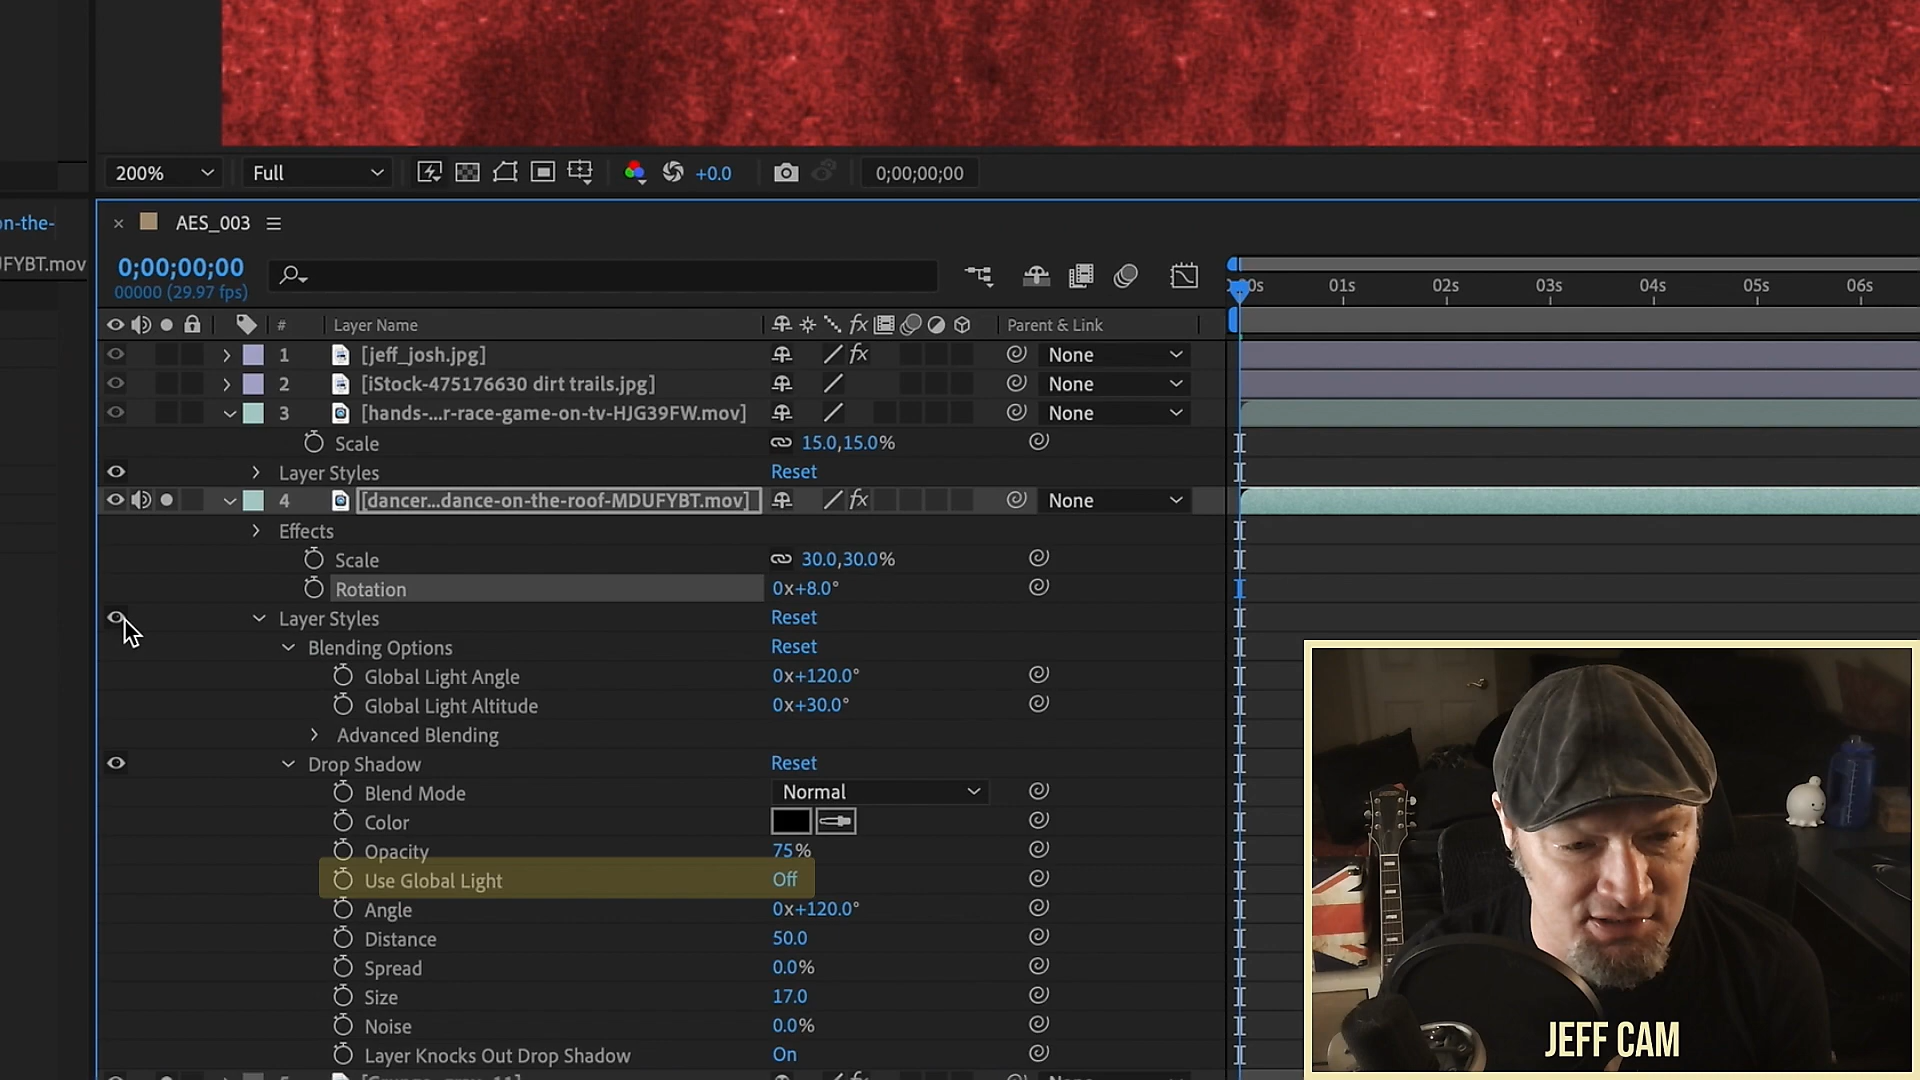 200%
Full
+0.0
0;00;00;00
on-the-
JFYBT.mov
× AES_003
0;00;00;00
00000 (29.97 fps)
01s 02s 03s 04s 05s 06s
# Layer Name fx Parent & Link
1 [jeff_josh.jpg] fx None
2 [iStock-475176630 dirt trails.jpg] None
3 [hands-...r-race-game-on-tv-HJG39FW.mov] None
Scale 15.0,15.0%
Layer Styles Reset
4 [dancer...dance-on-the-roof-MDUFYBT.mov] fx None
Effects
Scale 30.0,30.0%
Rotation 0x+8.0°
Layer Styles Reset
Blending Options Reset
Global Light Angle 0x+120.0°
Global Light Altitude 0x+30.0°
Advanced Blending
Drop Shadow Reset
Blend Mode Normal
Color
Opacity 75%
Use Global Light Off
Angle 0x+120.0°
Distance 50.0
Spread 0.0%
Size 17.0
Noise 0.0%
Layer Knocks Out Drop Shadow On
JEFF CAM